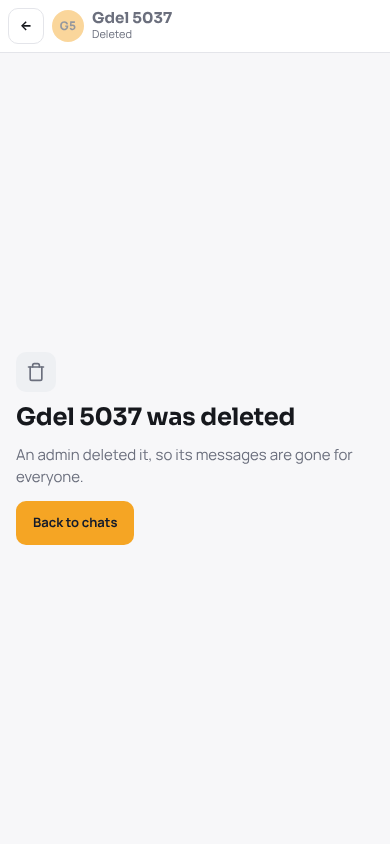 G5
Gdel 5037
Deleted
Gdel 5037 was deleted
An admin deleted it, so its messages are gone for
everyone.
Back to chats